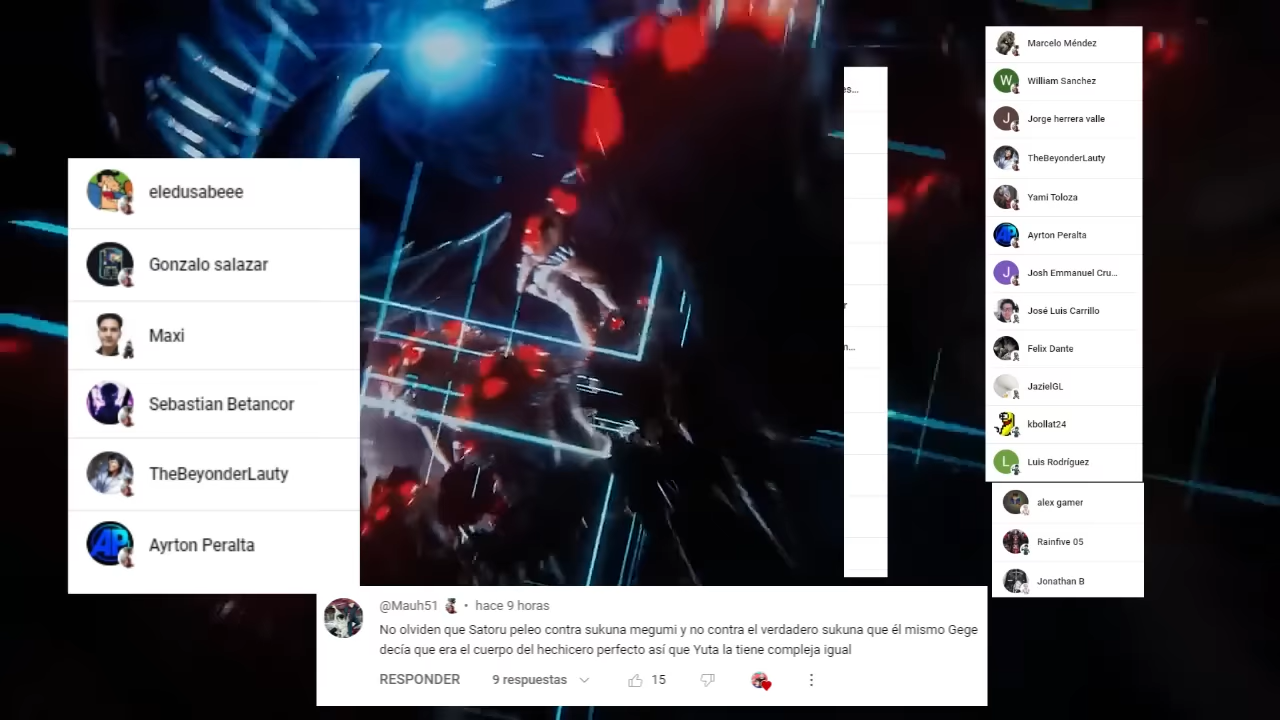 eledusabeee
Gonzalo salazar
Maxi
Sebastian Betancor
TheBeyonderLauty
AP
Ayrton Peralta
es...
r
n...
Marcelo Méndez
W
William Sanchez
J
Jorge herrera valle
TheBeyonderLauty
Yami Toloza
AP
Ayrton Peralta
J
Josh Emmanuel Cru...
José Luis Carrillo
Felix Dante
JazielGL
kbollat24
L
Luis Rodríguez
alex gamer
Rainfive 05
Jonathan B
@Mauh51 • hace 9 horas
No olviden que Satoru peleo contra sukuna megumi y no contra el verdadero sukuna que él mismo Gege
decía que era el cuerpo del hechicero perfecto así que Yuta la tiene compleja igual
RESPONDER 9 respuestas 15